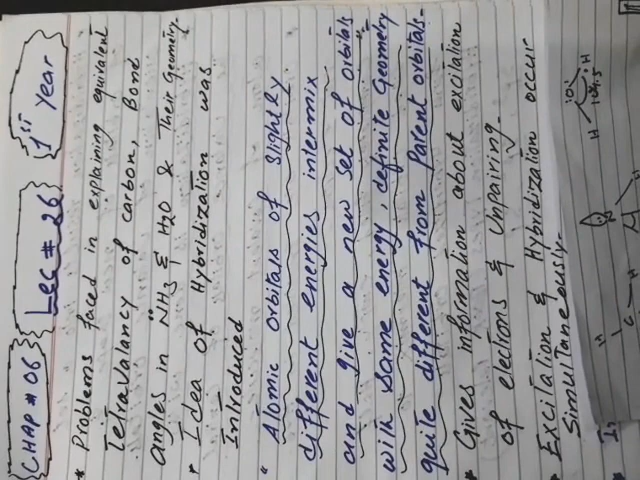 CHAP # 06 Lec # 26 1st Year
* Problems faced in explaining equivalent
Tetravalancy of carbon, Bond
angles in NH3 & H2O & Their Geometry
* Idea of Hybridization was
Introduced
" Atomic orbitals of slightly
different energies intermix
and give a new set of orbitals
with same energy, definite Geometry
quite different from Parent orbitals.
* Gives information about excitation
of electrons & Unpairing.
* Excitation & Hybridization occur
Simultaneously.
H
104.5
H
H
C
H